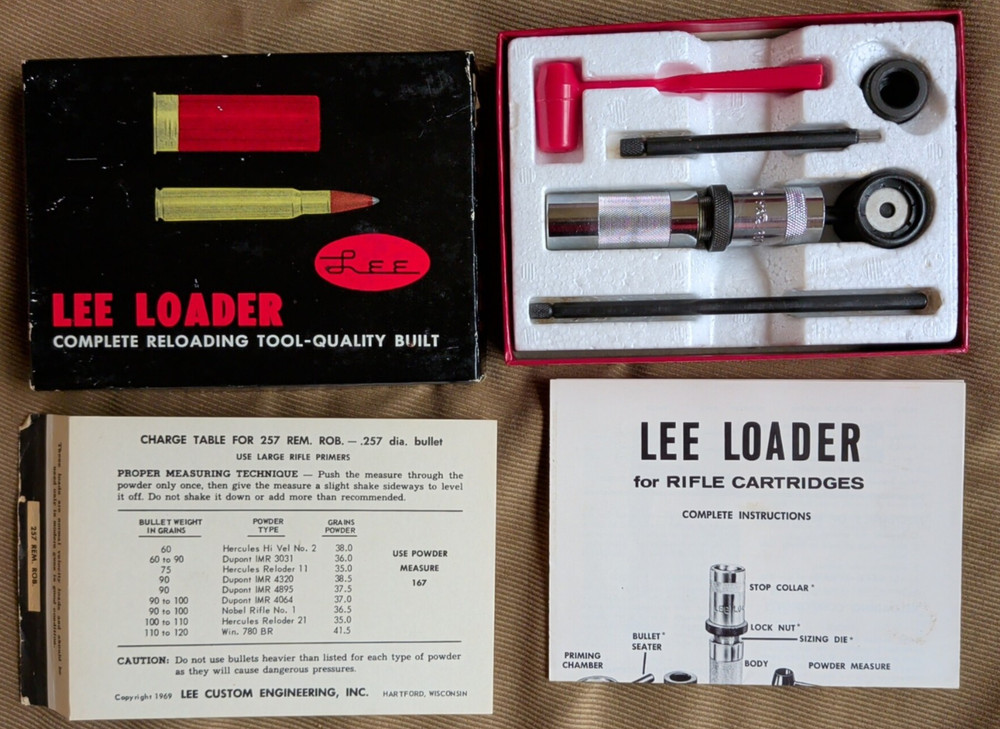 Lee
LEE LOADER
COMPLETE RELOADING TOOL-QUALITY BUILT
CHARGE TABLE FOR 257 REM. ROB. — .257 dia. bullet
USE LARGE RIFLE PRIMERS
PROPER MEASURING TECHNIQUE — Push the measure through the
powder only once, then give the measure a slight shake sideways to level
it off. Do not shake it down or add more than recommended.
BULLET WEIGHT POWDER GRAINS
IN GRAINS TYPE POWDER
60 Hercules Hi Vel No. 2 38.0
60 to 90 Dupont IMR 3031 36.0
75 Hercules Reloder 11 35.0
90 Dupont IMR 4320 38.5
90 Dupont IMR 4895 37.5
90 to 100 Dupont IMR 4064 37.0
90 to 100 Nobel Rifle No. 1 36.5
100 to 110 Hercules Reloder 21 35.0
110 to 120 Win. 780 BR 41.5
USE POWDER
MEASURE
167
CAUTION: Do not use bullets heavier than listed for each type of powder
as they will cause dangerous pressures.
Copyright 1969 LEE CUSTOM ENGINEERING, INC. HARTFORD, WISCONSIN
257 REM. ROB.
LEE LOADER
for RIFLE CARTRIDGES
COMPLETE INSTRUCTIONS
STOP COLLAR*
LOCK NUT*
SIZING DIE*
BULLET*
SEATER
PRIMING
CHAMBER
BODY
POWDER MEASURE